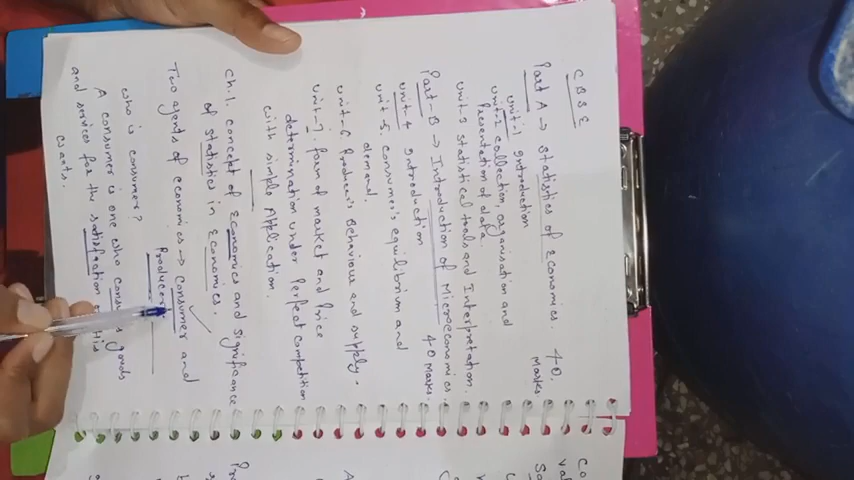 CBSE
Part A → Statistics of Economics. 40.
Marks
unit-1 Introduction
unit-2 collection, organisation and
Presentation of data.
unit-3 Statistical tools and Interpretation.
Part-B → Introduction of Microeconomics.
40 Marks.
unit-4 Introduction
unit-5. Consumer's equilibrium and
demand.
unit-6 Producer's Behaviour and supply.
unit-7. form of market and Price
determination under Perfect competition
with simple Application.
Ch.1. concept of Economics and Significance
of statistics in Economics.
Two agents of economics → Consumer and
Producer
who is consumer?
A consumer is one who goods
and services for the satisfaction
wants.